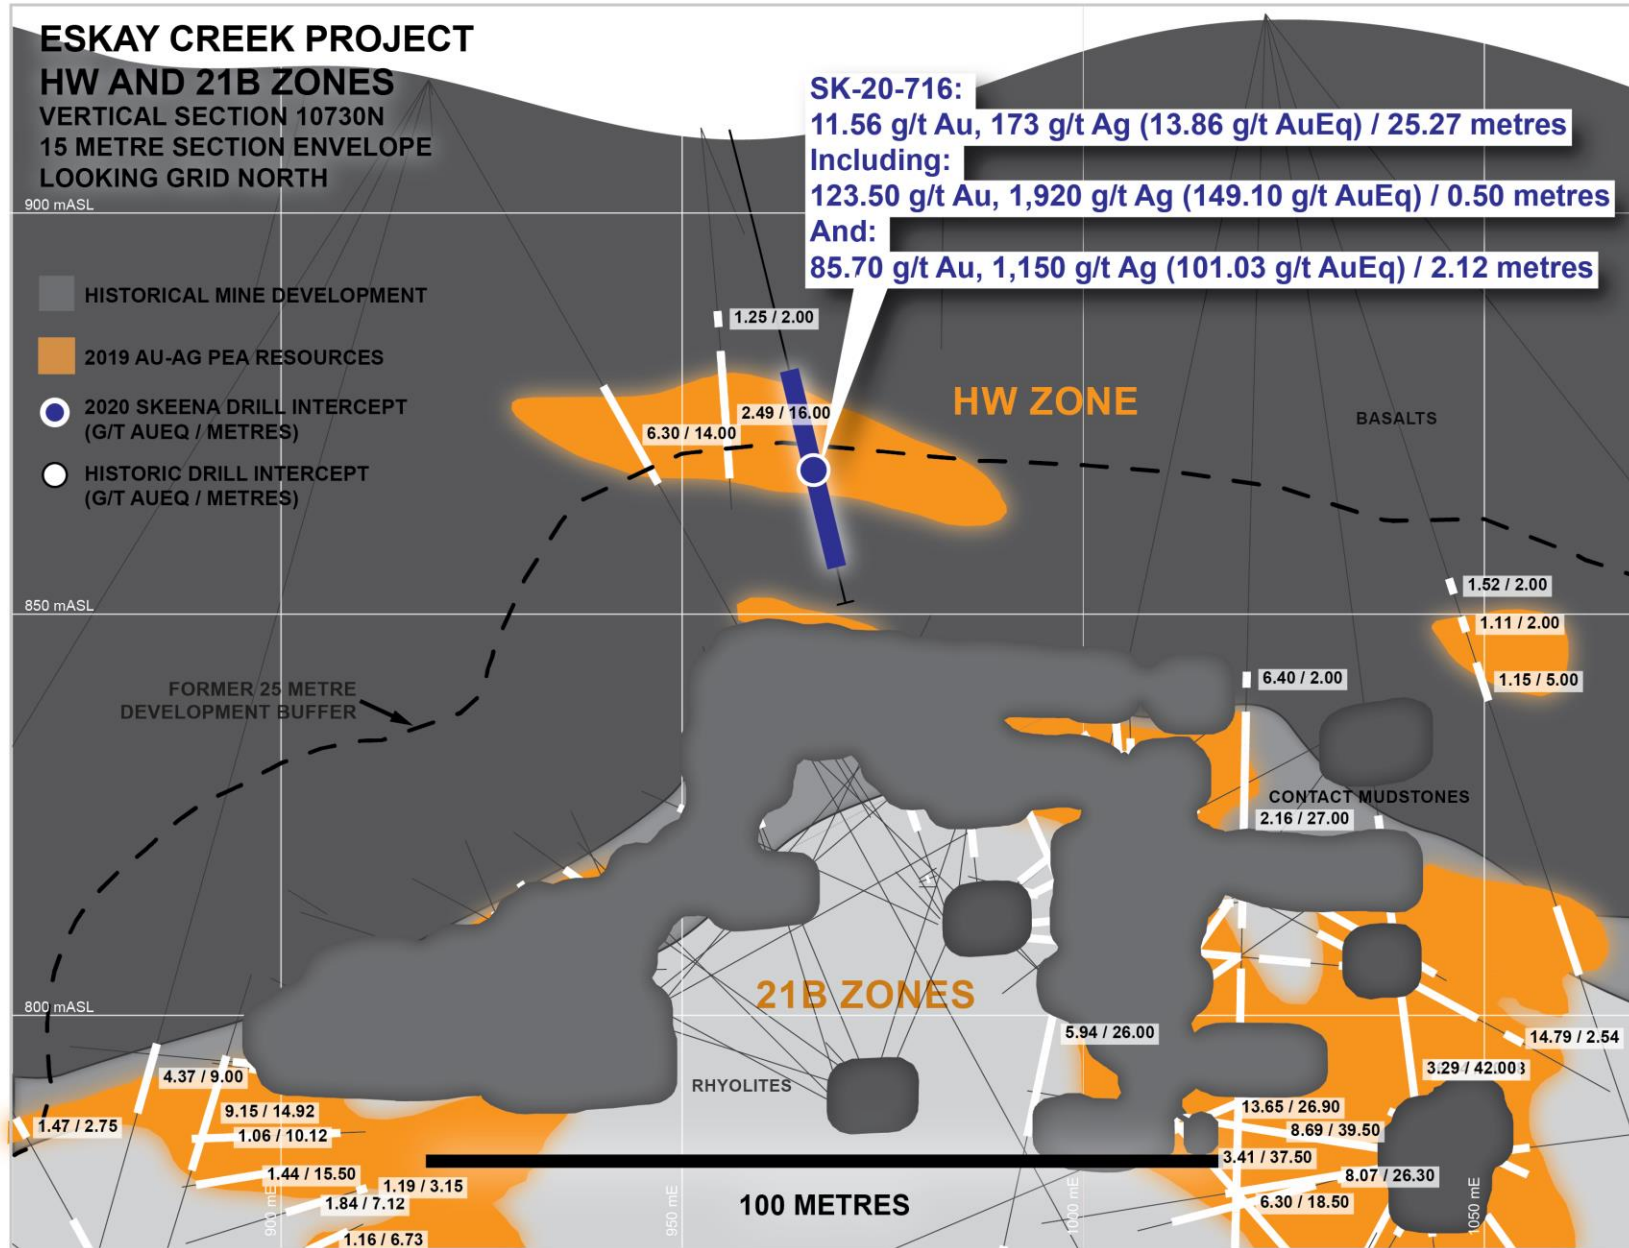 ESKAY CREEK PROJECT
HW AND 21B ZONES
VERTICAL SECTION 10730N
15 METRE SECTION ENVELOPE
LOOKING GRID NORTH
SK-20-716:
11.56 g/t Au, 173 g/t Ag (13.86 g/t AuEq) / 25.27 metres
Including:
123.50 g/t Au, 1,920 g/t Ag (149.10 g/t AuEq) / 0.50 metres
And:
85.70 g/t Au, 1,150 g/t Ag (101.03 g/t AuEq) / 2.12 metres
900 mASL
HISTORICAL MINE DEVELOPMENT
2019 AU-AG PEA RESOURCES
2020 SKEENA DRILL INTERCEPT
(G/T AUEQ / METRES)
HISTORIC DRILL INTERCEPT
(G/T AUEQ / METRES)
1.25 / 2.00
HW ZONE
BASALTS
2.49 / 16.00
6.30 / 14.00
850 mASL
1.52 / 2.00
1.11 / 2.00
1.15 / 5.00
6.40 / 2.00
FORMER 25 METRE
DEVELOPMENT BUFFER
CONTACT MUDSTONES
2.16 / 27.00
21B ZONES
800 mASL
5.94 / 26.00
14.79 / 2.54
3.29 / 42.00
RHYOLITES
4.37 / 9.00
9.15 / 14.92
1.47 / 2.75
1.06 / 10.12
13.65 / 26.90
8.69 / 39.50
3.41 / 37.50
8.07 / 26.30
6.30 / 18.50
1.44 / 15.50
1.19 / 3.15
1.84 / 7.12
1.16 / 6.73
100 METRES
900 mE
950 mE
1000 mE
1050 mE